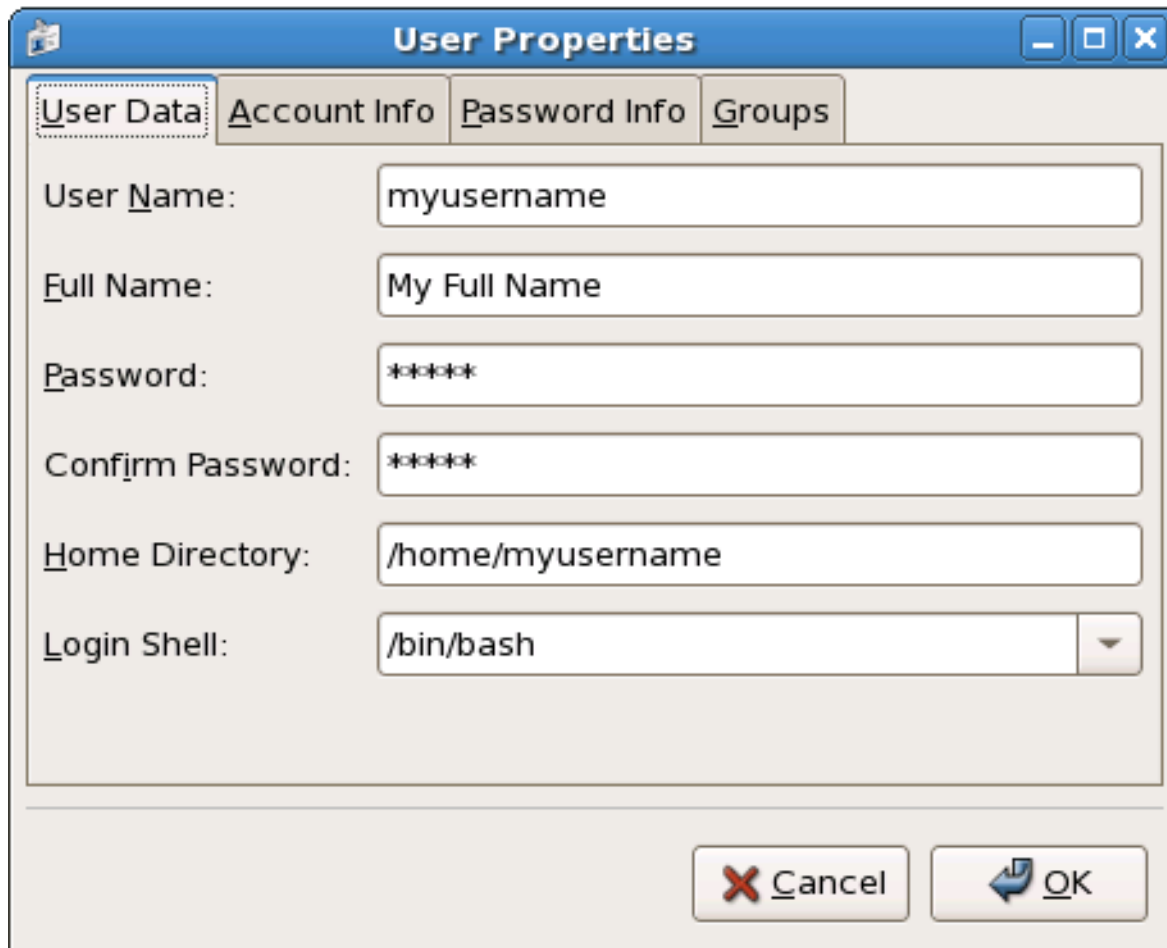 User Properties
User Data Account Info Password Info Groups
User Name: myusername
Full Name: My Full Name
Password: *****
Confirm Password: *****
Home Directory: /home/myusername
Login Shell: /bin/bash
Cancel OK